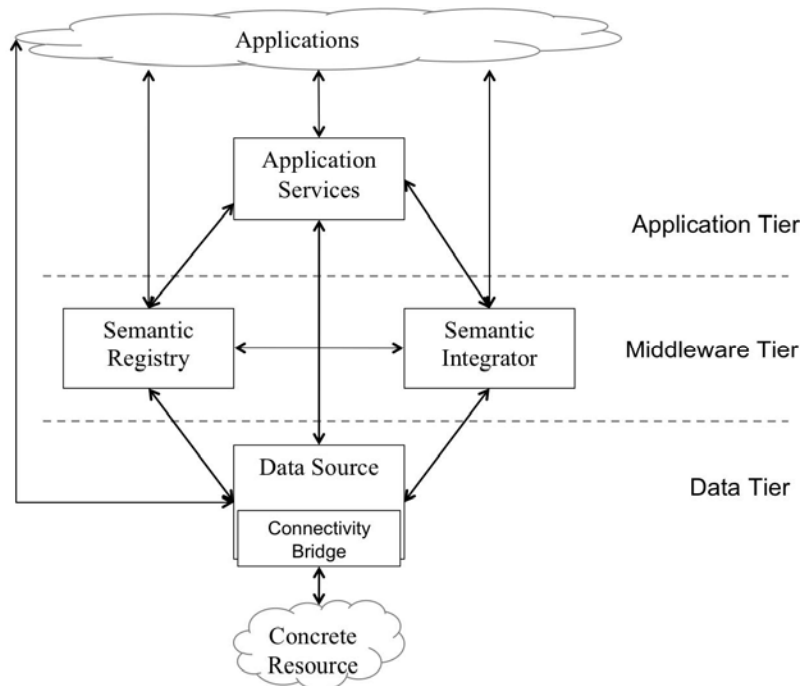 Applications
Application
Services
Application Tier
Semantic
Registry
Semantic
Integrator
Middleware Tier
Data Source
Data Tier
Connectivity
Bridge
Concrete
Resource